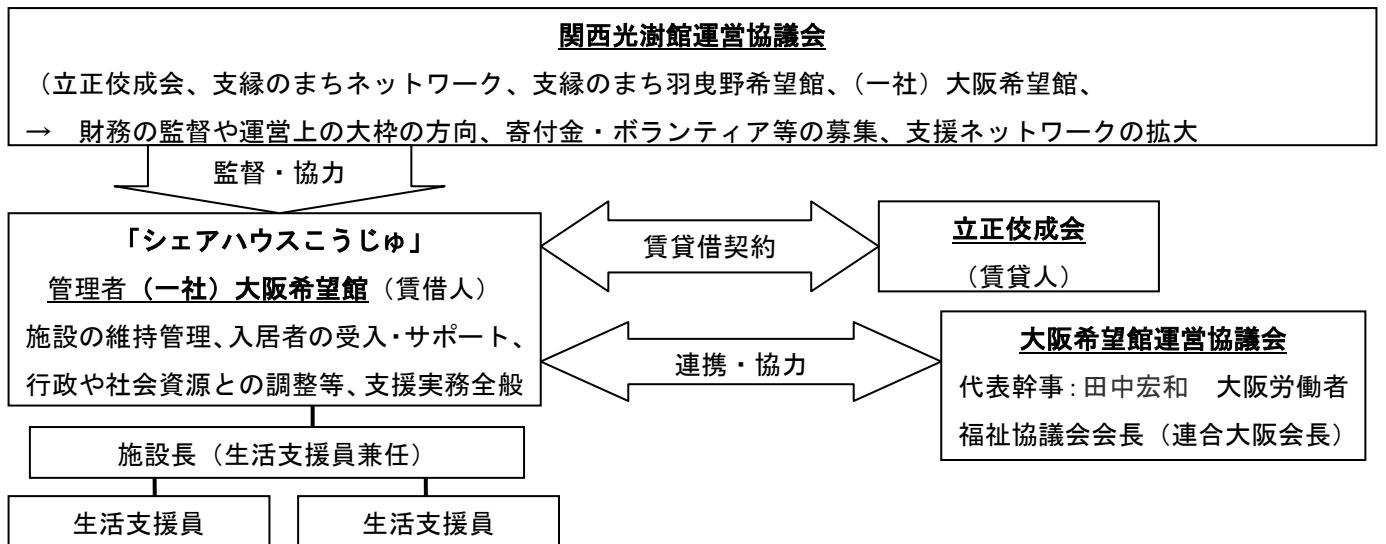 関西光澍館運営協議会
（立正佼成会、支縁のまちネットワーク、支縁のまち羽曳野希望館、（一社）大阪希望館、
→　財務の監督や運営上の大枠の方向、寄付金・ボランティア等の募集、支援ネットワークの拡大
監督・協力
「シェアハウスこうじゅ」
管理者（一社）大阪希望館（賃借人）
施設の維持管理、入居者の受入・サポート、
行政や社会資源との調整等、支援実務全般
賃貸借契約
立正佼成会
（賃貸人）
連携・協力
大阪希望館運営協議会
代表幹事：田中宏和　大阪労働者
福祉協議会会長（連合大阪会長）
施設長（生活支援員兼任）
生活支援員
生活支援員